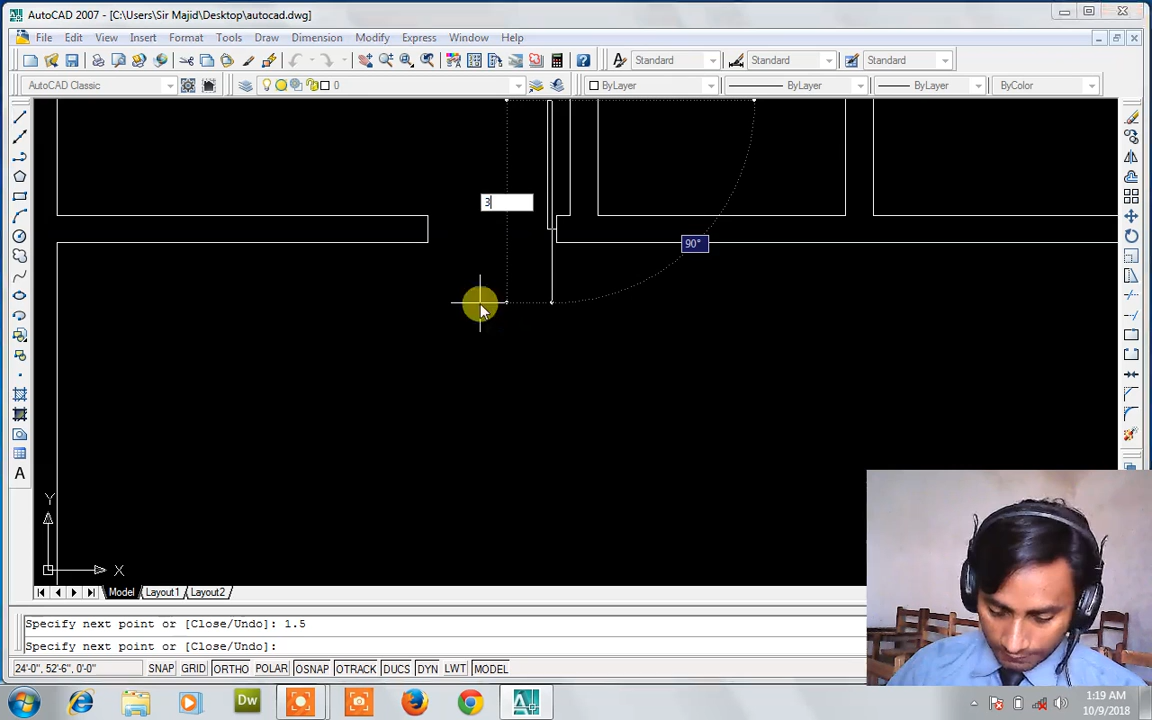 AutoCAD 2007 - [C:\Users\Sir Majid\Desktop\autocad.dwg]
File Edit View Insert Format Tools Draw Dimension Modify Express Window Help
Standard Standard Standard
AutoCAD Classic 0 ByLayer ByLayer ByLayer ByColor
3
90°
A
Y
X
Model Layout1 Layout2
Specify next point or [Close/Undo]: 1.5
Specify next point or [Close/Undo]:
24'-0", 52'-6", 0'-0" SNAP GRID ORTHO POLAR OSNAP OTRACK DUCS DYN LWT MODEL
Dw
1:19 AM
10/9/2018